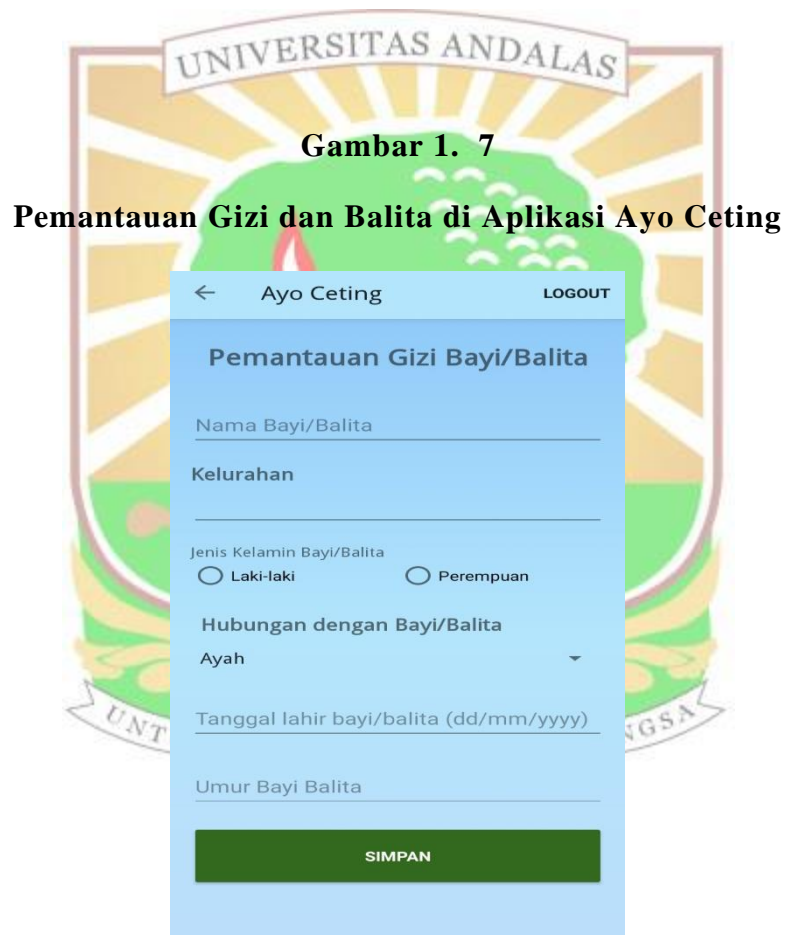 UNIVERSITAS ANDALAS
Gambar 1. 7
Pemantauan Gizi dan Balita di Aplikasi Ayo Ceting
Ayo Ceting LOGOUT
Pemantauan Gizi Bayi/Balita
Nama Bayi/Balita
Kelurahan
Jenis Kelamin Bayi/Balita
Laki-laki Perempuan
Hubungan dengan Bayi/Balita
Ayah
Tanggal lahir bayi/balita (dd/mm/yyyy)
Umur Bayi Balita
SIMPAN